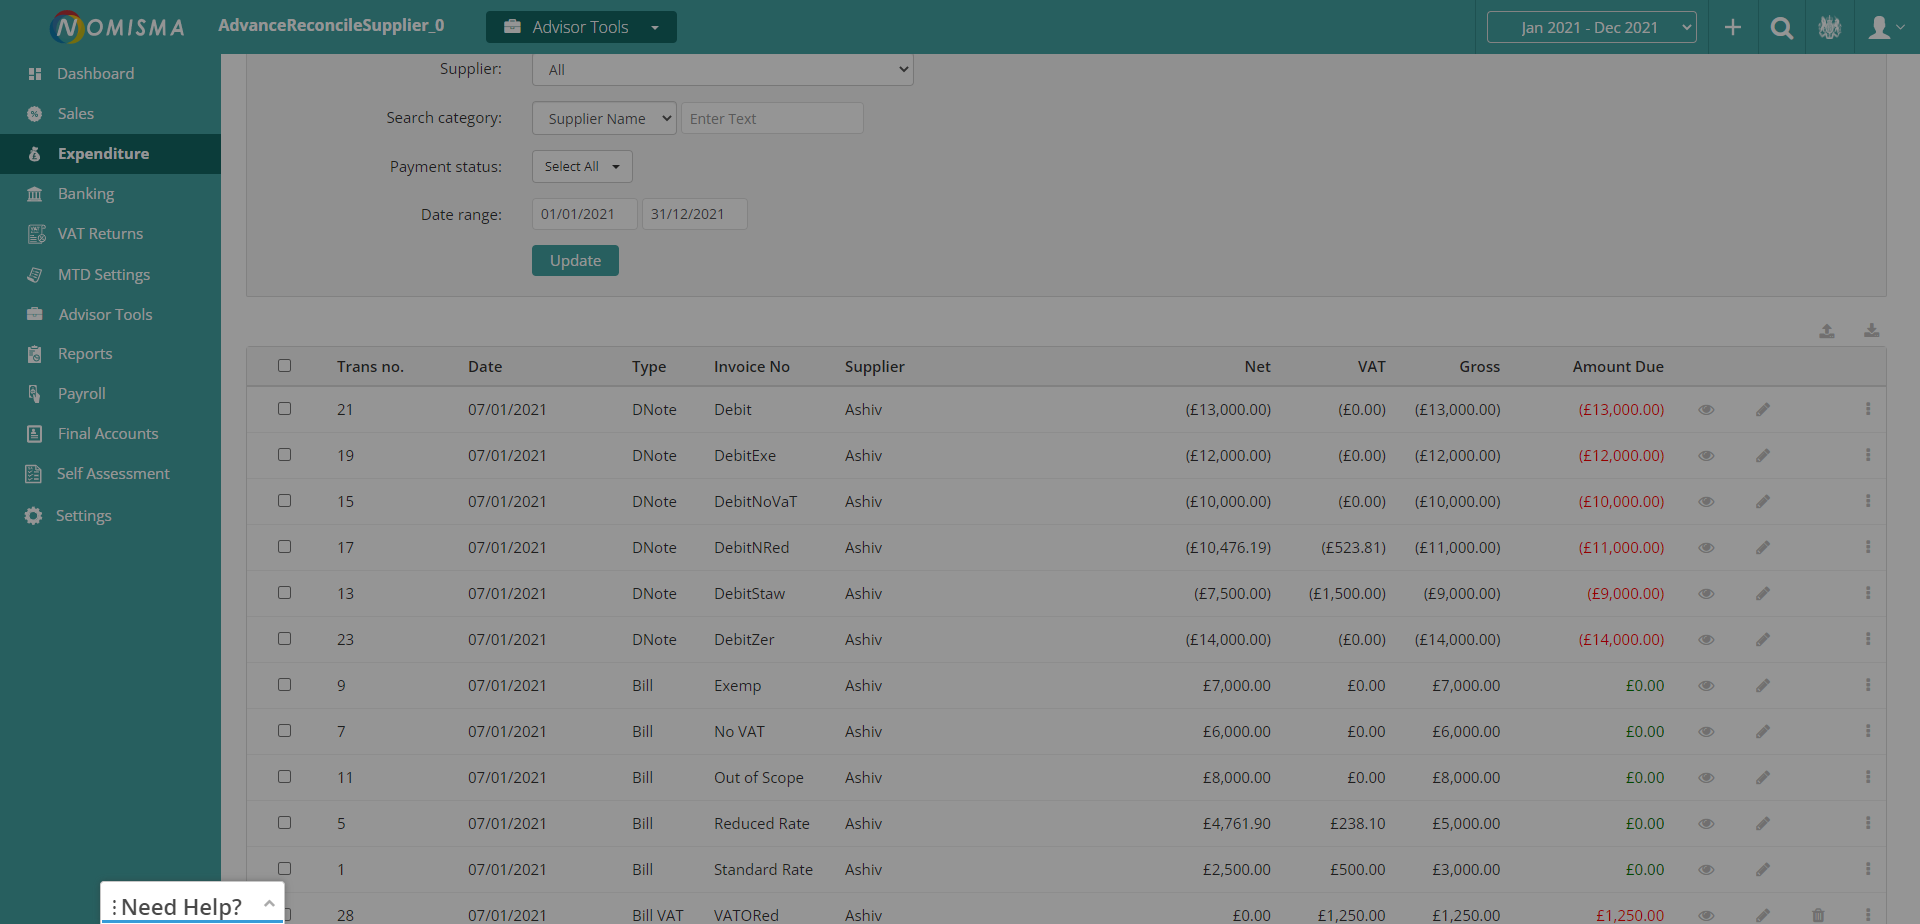 NOMISMA AdvanceReconcileSupplier_0 Advisor Tools Jan 2021 - Dec 2021
Dashboard
Sales
Expenditure
Banking
VAT Returns
MTD Settings
Advisor Tools
Reports
Payroll
Final Accounts
Self Assessment
Settings
Supplier: All
Search category: Supplier Name Enter Text
Payment status: Select All
Date range: 01/01/2021 31/12/2021
Update
Trans no. Date Type Invoice No Supplier Net VAT Gross Amount Due
21 07/01/2021 DNote Debit Ashiv (£13,000.00) (£0.00) (£13,000.00) (£13,000.00)
19 07/01/2021 DNote DebitExe Ashiv (£12,000.00) (£0.00) (£12,000.00) (£12,000.00)
15 07/01/2021 DNote DebitNoVaT Ashiv (£10,000.00) (£0.00) (£10,000.00) (£10,000.00)
17 07/01/2021 DNote DebitNRed Ashiv (£10,476.19) (£523.81) (£11,000.00) (£11,000.00)
13 07/01/2021 DNote DebitStaw Ashiv (£7,500.00) (£1,500.00) (£9,000.00) (£9,000.00)
23 07/01/2021 DNote DebitZer Ashiv (£14,000.00) (£0.00) (£14,000.00) (£14,000.00)
9 07/01/2021 Bill Exemp Ashiv £7,000.00 £0.00 £7,000.00 £0.00
7 07/01/2021 Bill No VAT Ashiv £6,000.00 £0.00 £6,000.00 £0.00
11 07/01/2021 Bill Out of Scope Ashiv £8,000.00 £0.00 £8,000.00 £0.00
5 07/01/2021 Bill Reduced Rate Ashiv £4,761.90 £238.10 £5,000.00 £0.00
1 07/01/2021 Bill Standard Rate Ashiv £2,500.00 £500.00 £3,000.00 £0.00
28 07/01/2021 Bill VAT VATORed Ashiv £0.00 £1,250.00 £1,250.00 £1,250.00
Need Help?